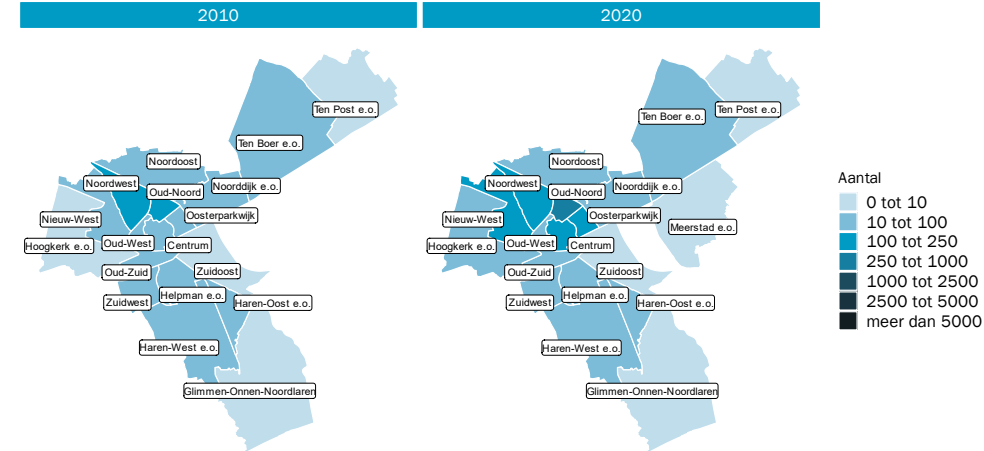 2010
Ten Post e.o.
Ten Boer e.o.
Noordoost
Noordwest
Oud-Noord
Noorddijk e.o.
Nieuw-West
Oosterparkwijk
Hoogkerk e.o.
Oud-West
Centrum
Oud-Zuid
Zuidoost
Zuidwest
Helpman e.o.
Haren-Oost e.o.
Haren-West e.o.
Glimmen-Onnen-Noordlaren
2020
Ten Post e.o.
Ten Boer e.o.
Noordoost
Noordwest
Oud-Noord
Noorddijk e.o.
Nieuw-West
Oosterparkwijk
Meerstad e.o.
Hoogkerk e.o.
Oud-West
Centrum
Oud-Zuid
Zuidoost
Zuidwest
Helpman e.o.
Haren-Oost e.o.
Haren-West e.o.
Glimmen-Onnen-Noordlaren
Aantal
0 tot 10
10 tot 100
100 tot 250
250 tot 1000
1000 tot 2500
2500 tot 5000
meer dan 5000